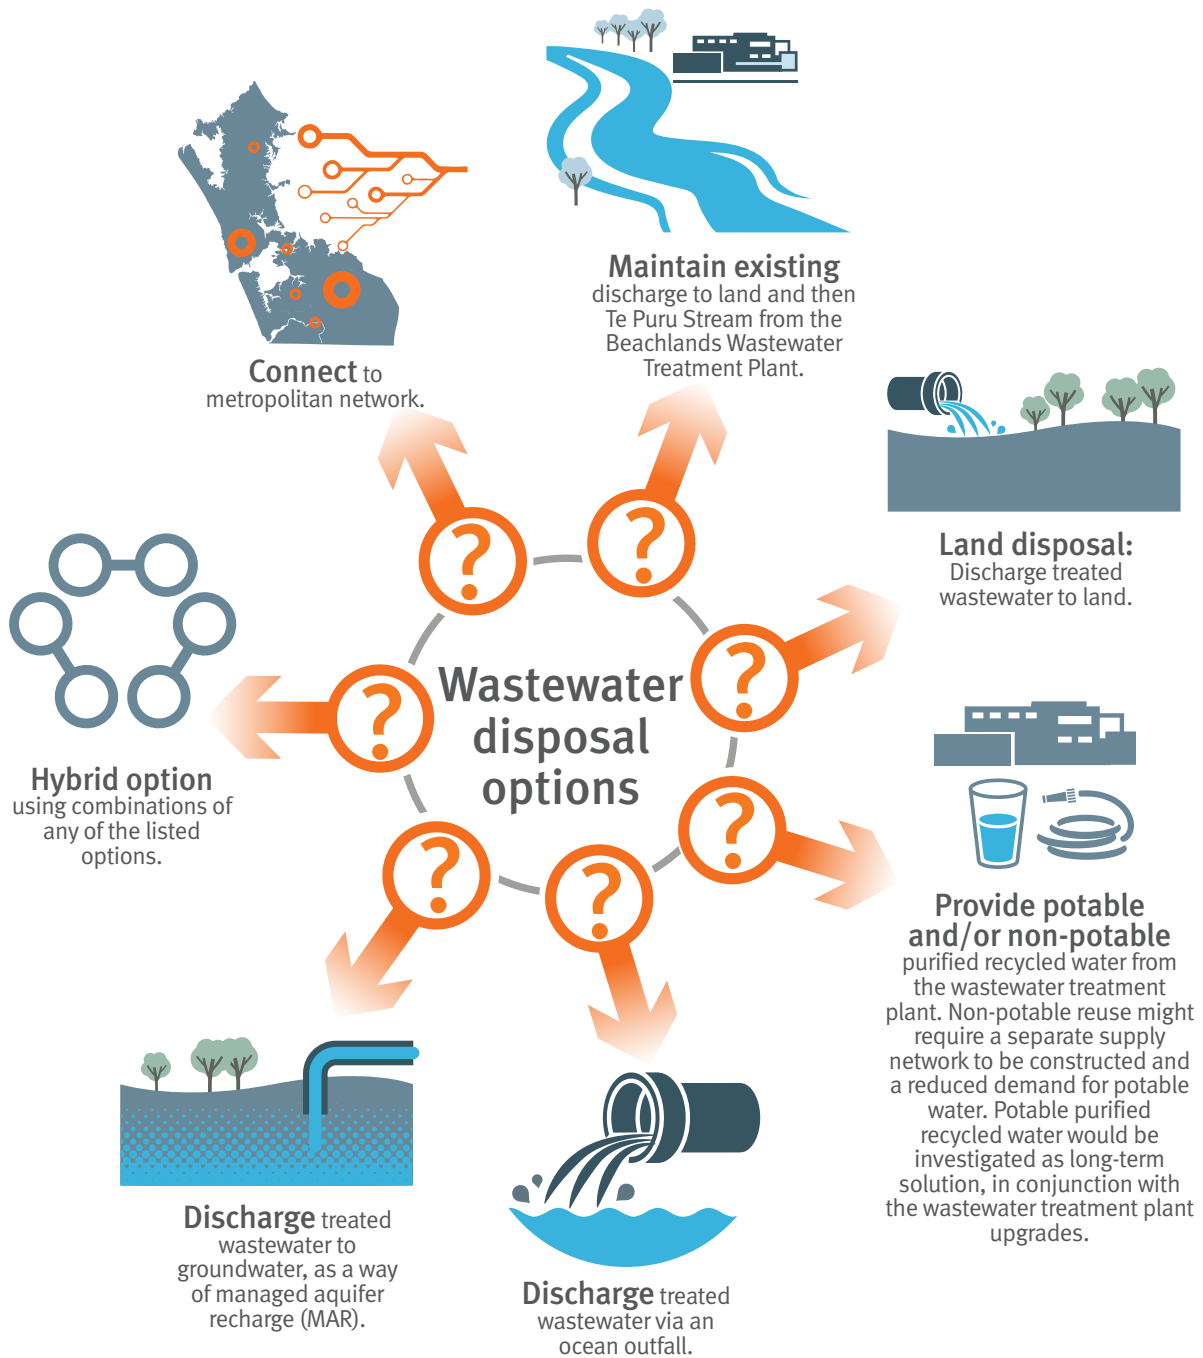 Wastewater
disposal
options
Connect to
metropolitan network.
Maintain existing
discharge to land and then
Te Puru Stream from the
Beachlands Wastewater
Treatment Plant.
Land disposal:
Discharge treated
wastewater to land.
Provide potable
and/or non-potable
purified recycled water from
the wastewater treatment
plant. Non-potable reuse might
require a separate supply
network to be constructed and
a reduced demand for potable
water. Potable purified
recycled water would be
investigated as long-term
solution, in conjunction with
the wastewater treatment plant
upgrades.
Discharge treated
wastewater via an
ocean outfall.
Discharge treated
wastewater to
groundwater, as a way
of managed aquifer
recharge (MAR).
Hybrid option
using combinations of
any of the listed
options.
?
?
?
?
?
?
?
?